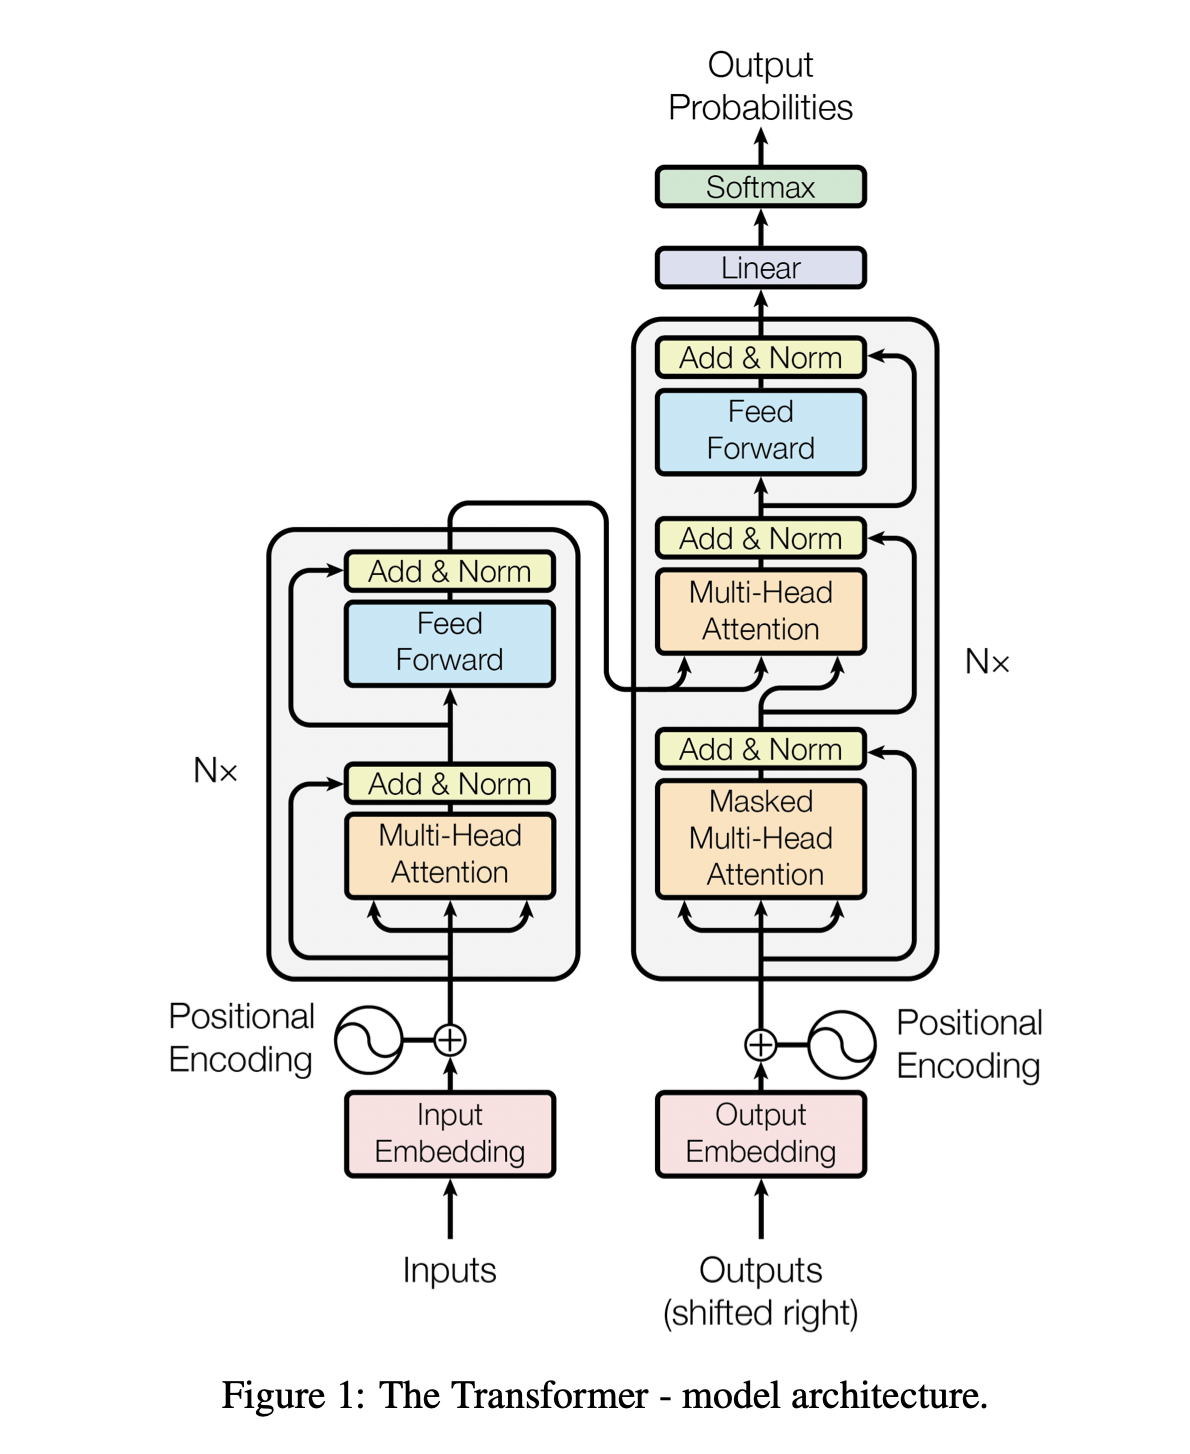 Output
Probabilities
Softmax
Linear
Add & Norm
Feed
Forward
Add & Norm
Multi-Head
Attention
N×
Add & Norm
Masked
Multi-Head
Attention
Add & Norm
Feed
Forward
N×
Add & Norm
Multi-Head
Attention
Positional
Encoding
Positional
Encoding
Input
Embedding
Output
Embedding
Inputs
Outputs
(shifted right)
Figure 1: The Transformer - model architecture.